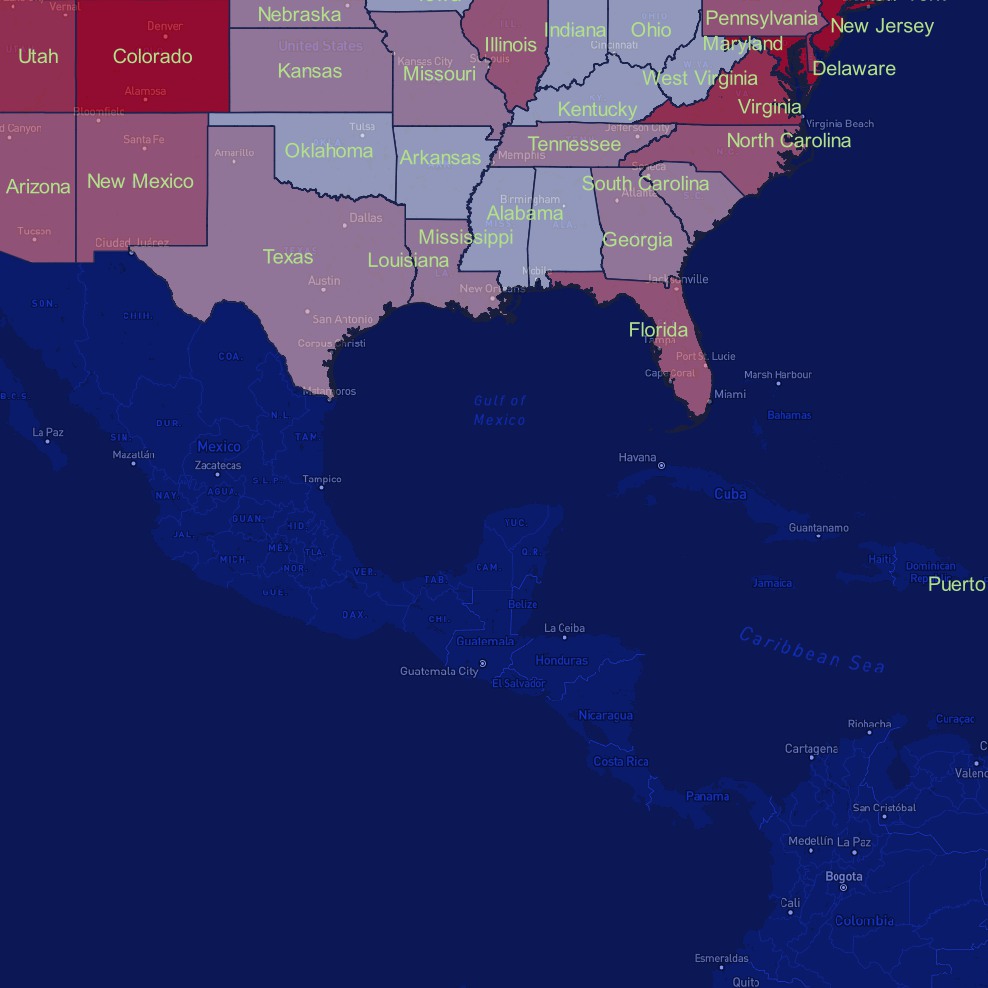 Vernal
Denver
Nebraska
Iowa
Indiana
Ohio
Pennsylvania
New Jersey
Utah
Colorado
United States
Kansas
Kansas City
Missouri
Illinois
Cincinnati
Maryland
West Virginia
Delaware
Alamosa
Bloomfield
Kentucky
Virginia
Virginia Beach
d Canyon
Santa Fe
Tulsa
Jefferson City
Amarillo
Oklahoma
Arkansas
Memphis
Tennessee
North Carolina
Seneca
Arizona
New Mexico
South Carolina
Atlanta
Birmingham
Alabama
ALA.
Dallas
Tucson
Ciudad Juárez
Texas
Mississippi
Louisiana
LA.
Georgia
Mobile
Jacksonville
Austin
New Orleans
SON.
CHIH.
San Antonio
Florida
Tampa
Corpus Christi
COA.
Port St. Lucie
Cape Coral
Marsh Harbour
Matamoros
Miami
B.C.S.
Gulf of
Mexico
Bahamas
N.L.
DUR.
La Paz
SIN.
TAM.
Mexico
Mazatlán
Zacatecas
Havana
S.L.P.
Tampico
NAY.
AGUA.
Cuba
GUAN.
HID.
YUC.
Guantanamo
JAL.
MÉX.
TLA.
Q.R.
MICH.
MOR.
Haiti
Dominican
Republic
CAM.
VER.
TAB.
Jamaica
Puerto
GUE.
Belize
OAX.
CHI.
La Ceiba
Guatemala
Caribbean Sea
Honduras
Guatemala City
El Salvador
Nicaragua
Riohacha
Curaçao
Cartagena
Costa Rica
Valenc
Panama
San Cristóbal
Medellín
La Paz
Bogota
Cali
Colombia
Esmeraldas
Quito